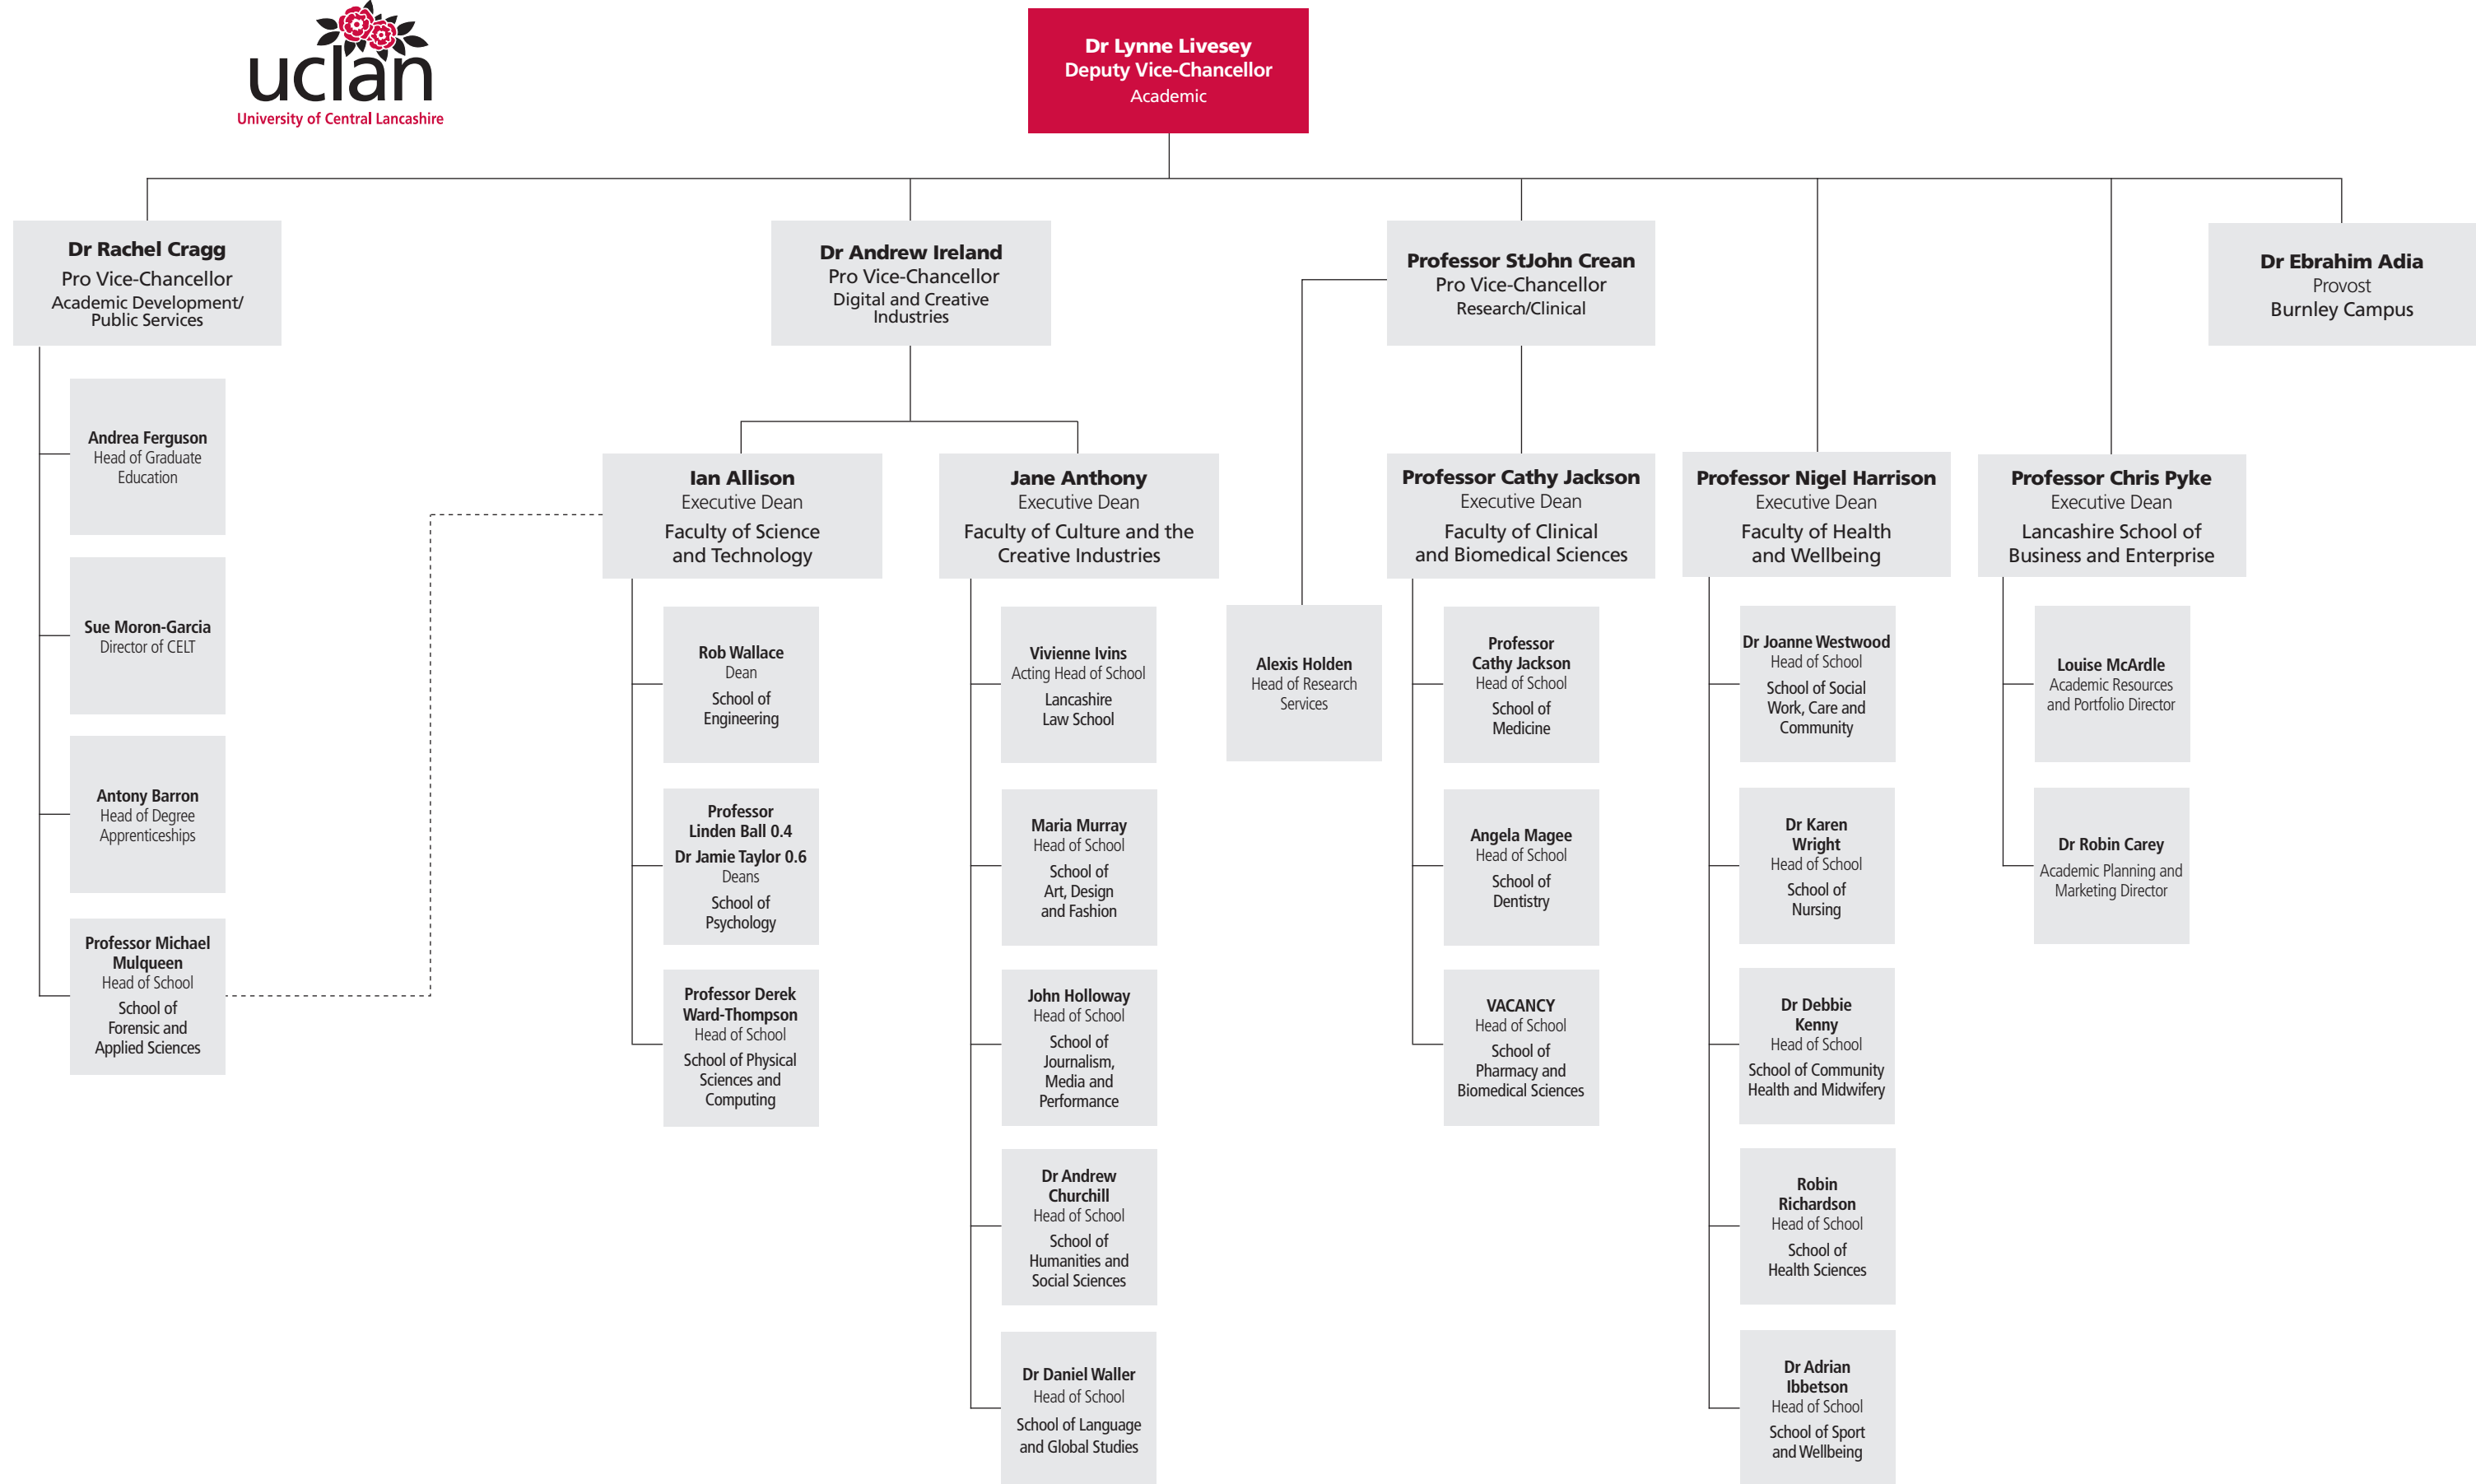 uclan
University of Central Lancashire
Dr Lynne Livesey
Deputy Vice-Chancellor
Academic
Dr Rachel Cragg
Pro Vice-Chancellor
Academic Development/
Public Services
Dr Andrew Ireland
Pro Vice-Chancellor
Digital and Creative
Industries
Professor StJohn Crean
Pro Vice-Chancellor
Research/Clinical
Dr Ebrahim Adia
Provost
Burnley Campus
Andrea Ferguson
Head of Graduate
Education
Sue Moron-Garcia
Director of CELT
Antony Barron
Head of Degree
Apprenticeships
Professor Michael
Mulqueen
Head of School
School of
Forensic and
Applied Sciences
Ian Allison
Executive Dean
Faculty of Science
and Technology
Rob Wallace
Dean
School of
Engineering
Professor
Linden Ball 0.4
Dr Jamie Taylor 0.6
Deans
School of
Psychology
Professor Derek
Ward-Thompson
Head of School
School of Physical
Sciences and
Computing
Jane Anthony
Executive Dean
Faculty of Culture and the
Creative Industries
Vivienne Ivins
Acting Head of School
Lancashire
Law School
Maria Murray
Head of School
School of
Art, Design
and Fashion
John Holloway
Head of School
School of
Journalism,
Media and
Performance
Dr Andrew
Churchill
Head of School
School of
Humanities and
Social Sciences
Dr Daniel Waller
Head of School
School of Language
and Global Studies
Alexis Holden
Head of Research
Services
Professor Cathy Jackson
Executive Dean
Faculty of Clinical
and Biomedical Sciences
Professor
Cathy Jackson
Head of School
School of
Medicine
Angela Magee
Head of School
School of
Dentistry
VACANCY
Head of School
School of
Pharmacy and
Biomedical Sciences
Professor Nigel Harrison
Executive Dean
Faculty of Health
and Wellbeing
Dr Joanne Westwood
Head of School
School of Social
Work, Care and
Community
Dr Karen
Wright
Head of School
School of
Nursing
Dr Debbie
Kenny
Head of School
School of Community
Health and Midwifery
Robin
Richardson
Head of School
School of
Health Sciences
Dr Adrian
Ibbetson
Head of School
School of Sport
and Wellbeing
Professor Chris Pyke
Executive Dean
Lancashire School of
Business and Enterprise
Louise McArdle
Academic Resources
and Portfolio Director
Dr Robin Carey
Academic Planning and
Marketing Director